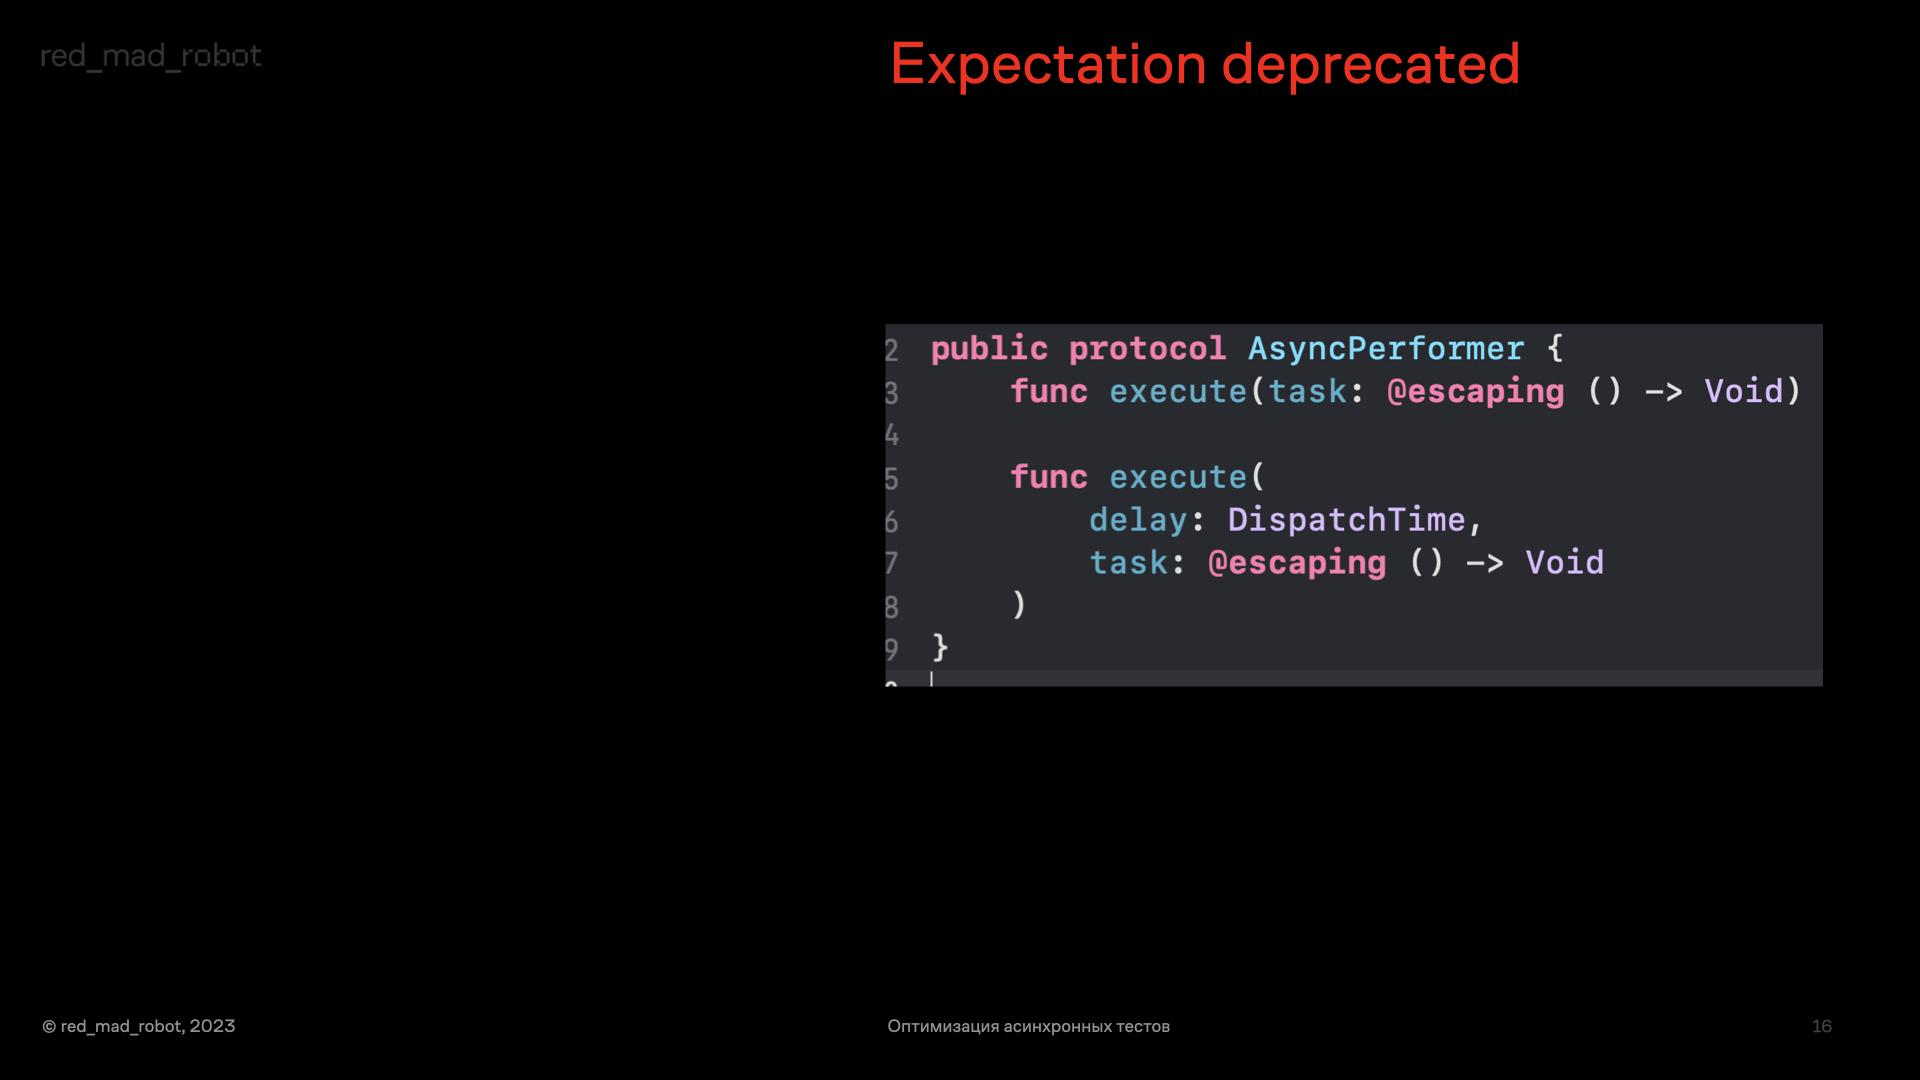 red_mad_robot
Expectation deprecated
2 public protocol AsyncPerformer {
3 func execute(task: @escaping () -> Void)
4
5 func execute(
6 delay: DispatchTime,
7 task: @escaping () -> Void
8 )
9 }
© red_mad_robot, 2023
Оптимизация асинхронных тестов
16